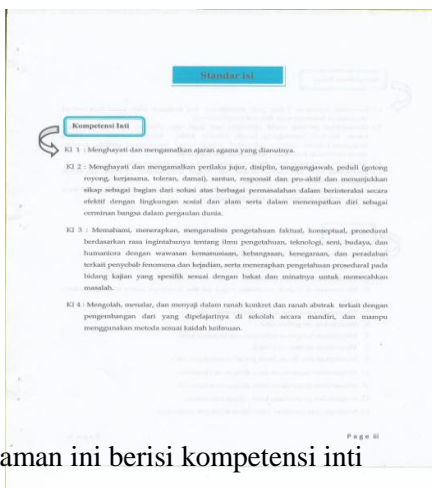 Standar isi
Kompetensi Inti
KI 1 : Menghayati dan mengamalkan ajaran agama yang dianutnya.
KI 2 : Menghayati dan mengamalkan perilaku jujur, disiplin, tanggungjawab, peduli (gotong
royong, kerjasama, toleran, damai), santun, responsif dan pro-aktif dan menunjukkan
sikap sebagai bagian dari solusi atas berbagai permasalahan dalam berinteraksi secara
efektif dengan lingkungan sosial dan alam serta dalam menempatkan diri sebagai
cerminan bangsa dalam pergaulan dunia.
KI 3 : Memahami, menerapkan, menganalisis pengetahuan faktual, konseptual, prosedural
berdasarkan rasa ingintahunya tentang ilmu pengetahuan, teknologi, seni, budaya, dan
humaniora dengan wawasan kemanusiaan, kebangsaan, kenegaraan, dan peradaban
terkait penyebab fenomena dan kejadian, serta menerapkan pengetahuan prosedural pada
bidang kajian yang spesifik sesuai dengan bakat dan minatnya untuk memecahkan
masalah.
KI 4 : Mengolah, menalar, dan menyaji dalam ranah konkret dan ranah abstrak terkait dengan
pengembangan dari yang dipelajarinya di sekolah secara mandiri, dan mampu
menggunakan metoda sesuai kaidah keilmuan.
Page iii
aman ini berisi kompetensi inti